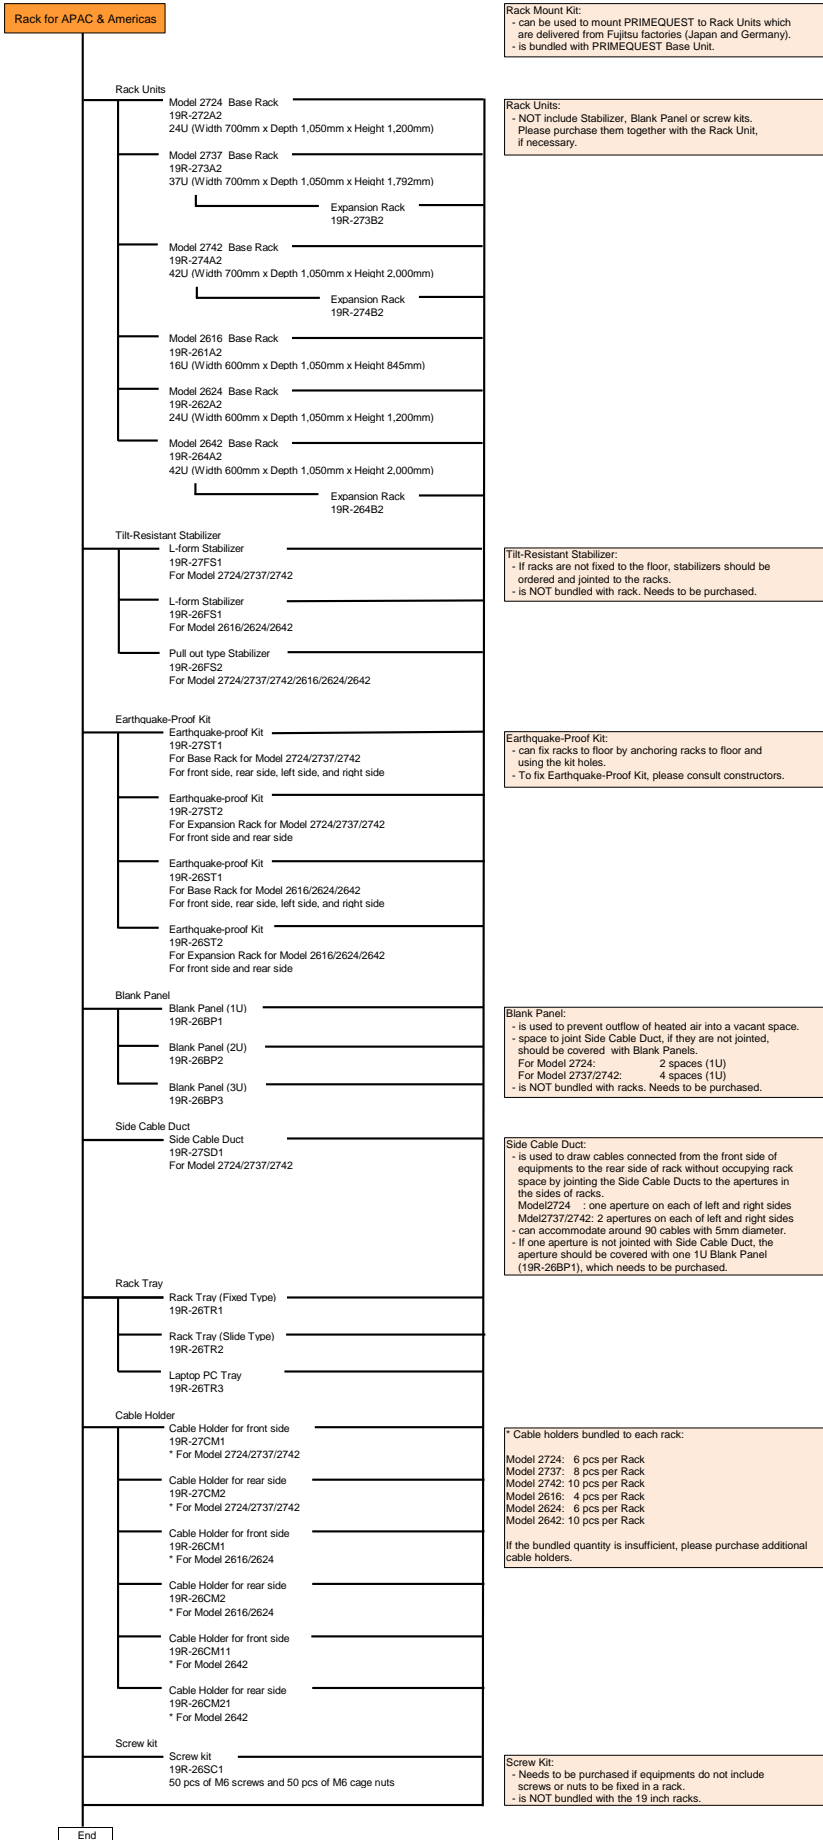 Rack for APAC & Americas
Rack Mount Kit:
- can be used to mount PRIMEQUEST to Rack Units which
are delivered from Fujitsu factories (Japan and Germany).
- is bundled with PRIMEQUEST Base Unit.
Rack Units
Model 2724 Base Rack
19R-272A2
24U (Width 700mm x Depth 1,050mm x Height 1,200mm)
Rack Units:
- NOT include Stabilizer, Blank Panel or screw kits.
Please purchase them together with the Rack Unit,
if necessary.
Model 2737 Base Rack
19R-273A2
37U (Width 700mm x Depth 1,050mm x Height 1,792mm)
Expansion Rack
19R-273B2
Model 2742 Base Rack
19R-274A2
42U (Width 700mm x Depth 1,050mm x Height 2,000mm)
Expansion Rack
19R-274B2
Model 2616 Base Rack
19R-261A2
16U (Width 600mm x Depth 1,050mm x Height 845mm)
Model 2624 Base Rack
19R-262A2
24U (Width 600mm x Depth 1,050mm x Height 1,200mm)
Model 2642 Base Rack
19R-264A2
42U (Width 600mm x Depth 1,050mm x Height 2,000mm)
Expansion Rack
19R-264B2
Tilt-Resistant Stabilizer
L-form Stabilizer
19R-27FS1
For Model 2724/2737/2742
Tilt-Resistant Stabilizer:
- If racks are not fixed to the floor, stabilizers should be
ordered and jointed to the racks.
- is NOT bundled with rack. Needs to be purchased.
L-form Stabilizer
19R-26FS1
For Model 2616/2624/2642
Pull out type Stabilizer
19R-26FS2
For Model 2724/2737/2742/2616/2624/2642
Earthquake-Proof Kit
Earthquake-proof Kit
19R-27ST1
For Base Rack for Model 2724/2737/2742
For front side, rear side, left side, and right side
Earthquake-Proof Kit:
- can fix racks to floor by anchoring racks to floor and
using the kit holes.
- To fix Earthquake-Proof Kit, please consult constructors.
Earthquake-proof Kit
19R-27ST2
For Expansion Rack for Model 2724/2737/2742
For front side and rear side
Earthquake-proof Kit
19R-26ST1
For Base Rack for Model 2616/2624/2642
For front side, rear side, left side, and right side
Earthquake-proof Kit
19R-26ST2
For Expansion Rack for Model 2616/2624/2642
For front side and rear side
Blank Panel
Blank Panel (1U)
19R-26BP1
Blank Panel (2U)
19R-26BP2
Blank Panel (3U)
19R-26BP3
Blank Panel:
- is used to prevent outflow of heated air into a vacant space.
- space to joint Side Cable Duct, if they are not jointed,
should be covered with Blank Panels.
For Model 2724: 2 spaces (1U)
For Model 2737/2742: 4 spaces (1U)
- is NOT bundled with racks. Needs to be purchased.
Side Cable Duct
Side Cable Duct
19R-27SD1
For Model 2724/2737/2742
Side Cable Duct:
- is used to draw cables connected from the front side of
equipments to the rear side of rack without occupying rack
space by jointing the Side Cable Ducts to the apertures in
the sides of racks.
Model2724 : one aperture on each of left and right sides
Mdel2737/2742: 2 apertures on each of left and right sides
- can accommodate around 90 cables with 5mm diameter.
- If one aperture is not jointed with Side Cable Duct, the
aperture should be covered with one 1U Blank Panel
(19R-26BP1), which needs to be purchased.
Rack Tray
Rack Tray (Fixed Type)
19R-26TR1
Rack Tray (Slide Type)
19R-26TR2
Laptop PC Tray
19R-26TR3
Cable Holder
Cable Holder for front side
19R-27CM1
* For Model 2724/2737/2742
Cable Holder for rear side
19R-27CM2
* For Model 2724/2737/2742
Cable Holder for front side
19R-26CM1
* For Model 2616/2624
Cable Holder for rear side
19R-26CM2
* For Model 2616/2624
Cable Holder for front side
19R-26CM11
* For Model 2642
Cable Holder for rear side
19R-26CM21
* For Model 2642
* Cable holders bundled to each rack:
Model 2724: 6 pcs per Rack
Model 2737: 8 pcs per Rack
Model 2742: 10 pcs per Rack
Model 2616: 4 pcs per Rack
Model 2624: 6 pcs per Rack
Model 2642: 10 pcs per Rack
If the bundled quantity is insufficient, please purchase additional
cable holders.
Screw kit
Screw kit
19R-26SC1
50 pcs of M6 screws and 50 pcs of M6 cage nuts
Screw Kit:
- Needs to be purchased if equipments do not include
screws or nuts to be fixed in a rack.
- is NOT bundled with the 19 inch racks.
End